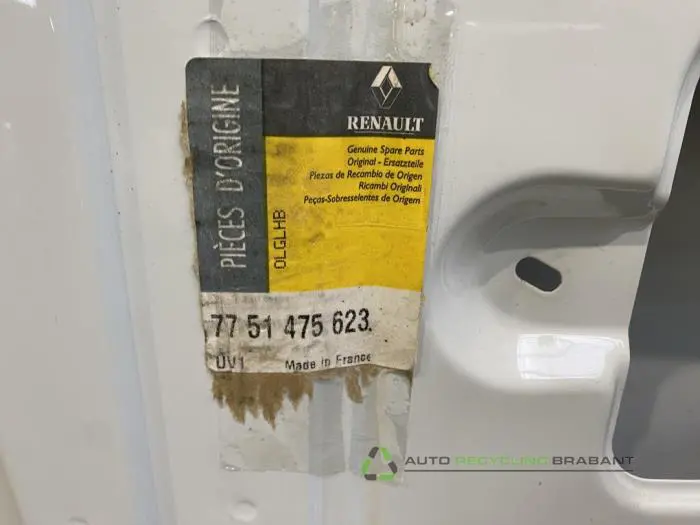 PIÈCES D'ORIGINE
RENAULT
Genuine Spare Parts
Original - Ersatzteile
Piezas de Recambio de Origen
Ricambi Originali
Peças-Sobresselentes de Origem
OLGLHB
77 51 475 623.
UV1 Made in France
AUTO RECYCLING BRABANT